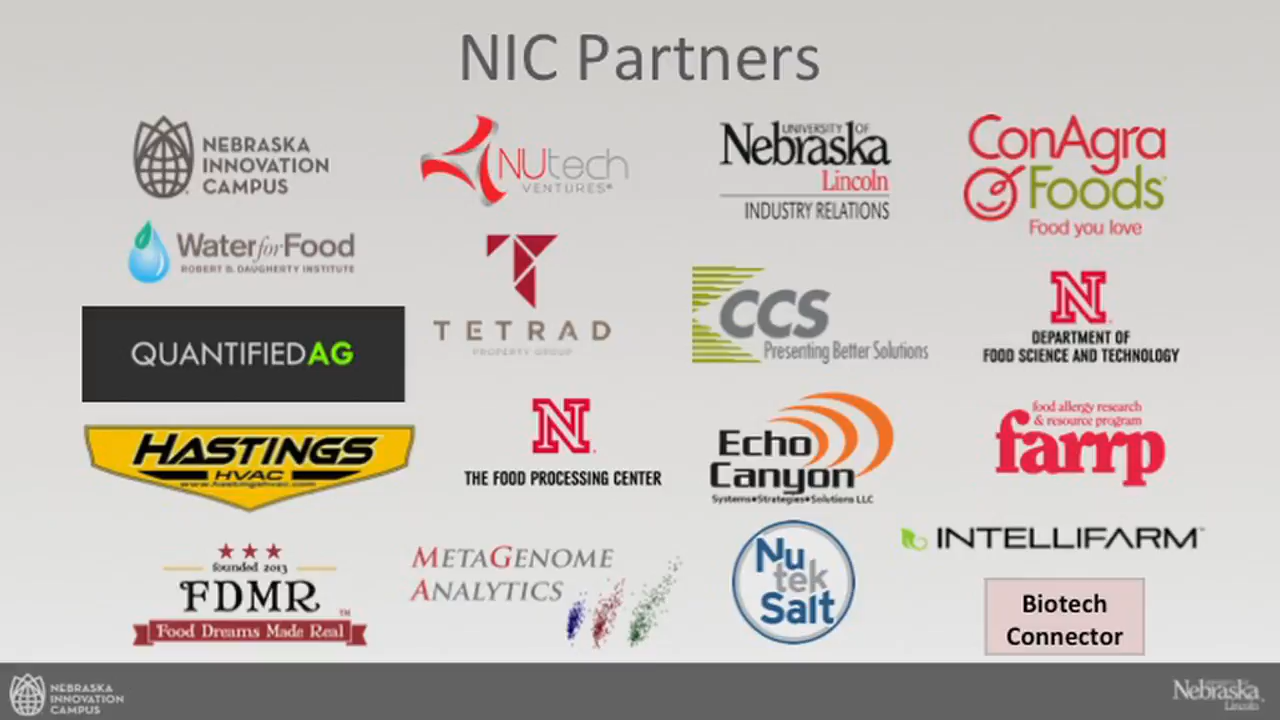 NIC Partners
NEBRASKA
INNOVATION
CAMPUS
NUtech
VENTURES®
UNIVERSITY OF
Nebraska
Lincoln
INDUSTRY RELATIONS
ConAgra
Foods
Food you love
Water for Food
ROBERT B. DAUGHERTY INSTITUTE
TETRAD
PROPERTY GROUP
CCS
Presenting Better Solutions
N
DEPARTMENT OF
FOOD SCIENCE AND TECHNOLOGY
QUANTIFIEDAG
HASTINGS
HVAC
www.hastingshvac.com
N
THE FOOD PROCESSING CENTER
Echo
Canyon
Systems•Strategies•Solutions LLC
food allergy research
& resource program
farrp
founded 2013
FDMR™
Food Dreams Made Real
METAGENOME
ANALYTICS
Nu
tek
Salt
INTELLIFARM™
Biotech
Connector
NEBRASKA
INNOVATION
CAMPUS
Nebraska
Lincoln